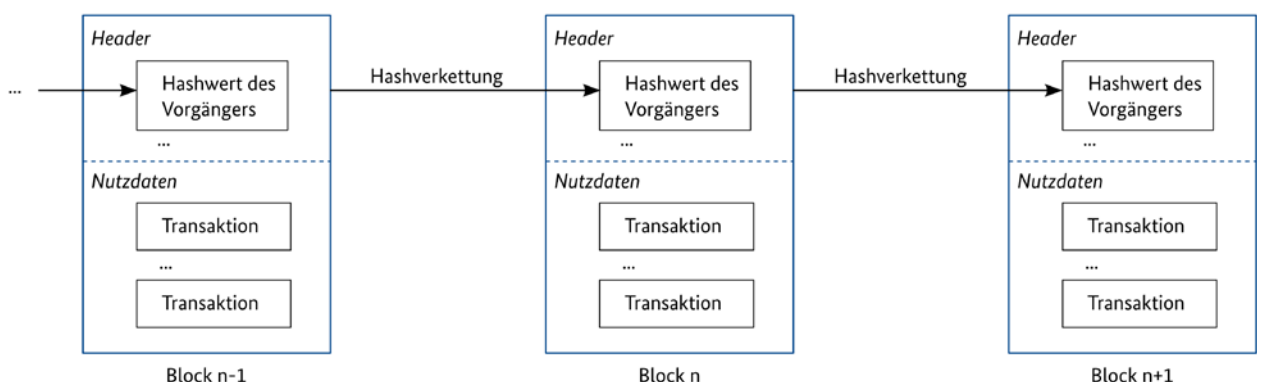 Header
Header
Header
Hashwert des
Vorgängers
Hashverkettung
Hashwert des
Vorgängers
Hashverkettung
Hashwert des
Vorgängers
...
...
...
...
Nutzdaten
Nutzdaten
Nutzdaten
Transaktion
Transaktion
Transaktion
...
...
...
Transaktion
Transaktion
Transaktion
Block n-1
Block n
Block n+1